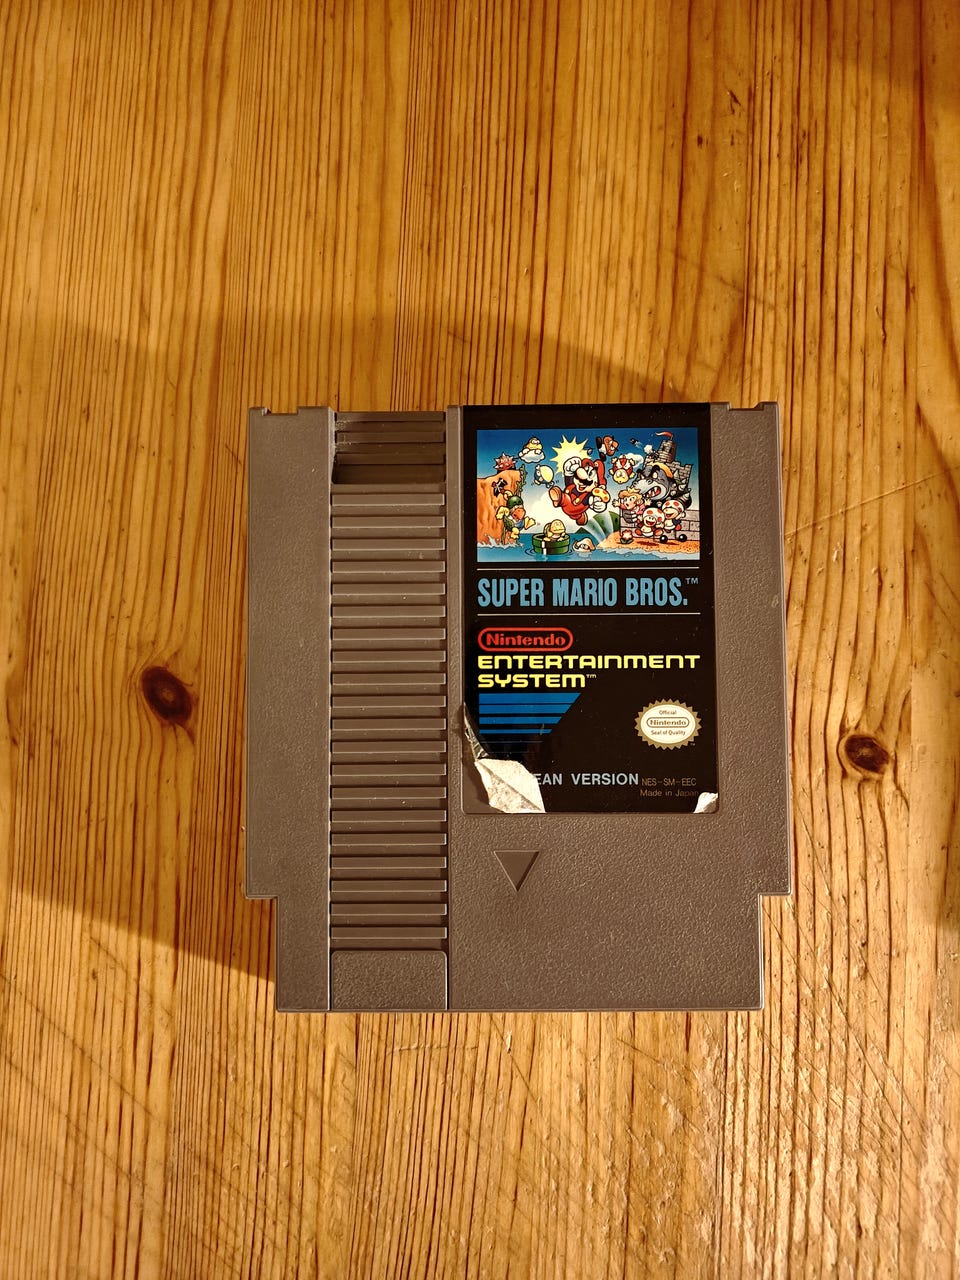 SUPER MARIO BROS.™
Nintendo
ENTERTAINMENT
SYSTEM™
Official
Nintendo
Seal of Quality
EAN VERSION NES-SM-EEC
Made in Japan